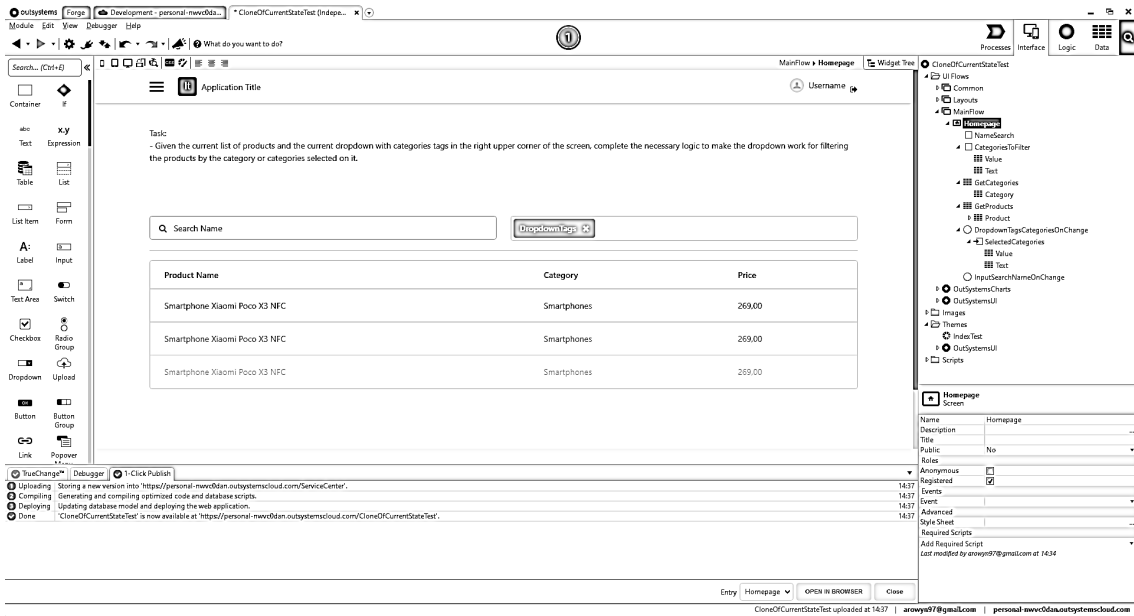 outsystems Forge Development - personal-nwvc0da... * CloneOfCurrentStateTest (Indepe...
Module Edit View Debugger Help
What do you want to do?
1
Processes Interface Logic Data
Search... (Ctrl+E)
Container If
Text Expression
Table List
List Item Form
Label Input
Text Area Switch
Checkbox Radio Group
Dropdown Upload
Button Button Group
Link Popover
MainFlow Homepage Widget Tree
Application Title
Username
Task:
- Given the current list of products and the current dropdown with categories tags in the right upper corner of the screen, complete the necessary logic to make the dropdown work for filtering
the products by the category or categories selected on it.
Search Name
DropdownTags
Product Name Category Price
Smartphone Xiaomi Poco X3 NFC Smartphones 269,00
Smartphone Xiaomi Poco X3 NFC Smartphones 269,00
Smartphone Xiaomi Poco X3 NFC Smartphones 269,00
CloneOfCurrentStateTest
UI Flows
Common
Layouts
MainFlow
Homepage
NameSearch
CategoriesToFilter
Value
Text
GetCategories
Category
GetProducts
Product
DropdownTagsCategoriesOnChange
SelectedCategories
Value
Text
InputSearchNameOnChange
OutSystemsCharts
OutSystemsUI
Images
Themes
IndexTest
OutSystemsUI
Scripts
Homepage
Screen
Name Homepage
Description
Title
Public No
Roles
Anonymous
Registered
Events
Event
Advanced
Style Sheet
Required Scripts
Add Required Script
Last modified by arowyn97@gmail.com at 14:34
TrueChange™ Debugger 1-Click Publish
1 Uploading Storing a new version into 'https://personal-nwvc0dan.outsystemscloud.com/ServiceCenter'. 14:37
2 Compiling Generating and compiling optimized code and database scripts. 14:37
3 Deploying Updating database model and deploying the web application. 14:37
Done 'CloneOfCurrentStateTest' is now available at 'https://personal-nwvc0dan.outsystemscloud.com/CloneOfCurrentStateTest'. 14:37
Entry Homepage OPEN IN BROWSER Close
CloneOfCurrentStateTest uploaded at 14:37 | arowyn97@gmail.com | personal-nwvc0dan.outsystemscloud.com